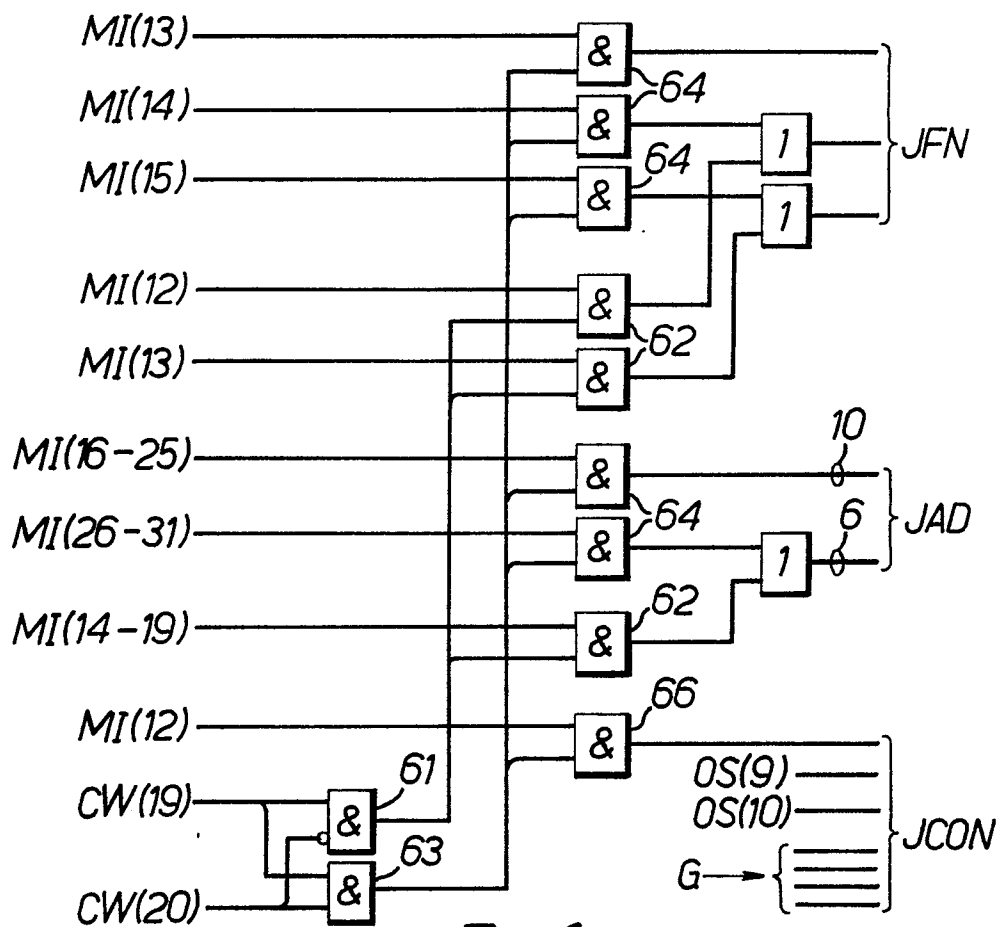 MI(13)
&
64
MI(14)
&
1
JFN
MI(15)
64
&
1
MI(12)
&
62
MI(13)
&
10
MI(16-25)
&
64
JAD
MI(26-31)
&
6
1
62
MI(14-19)
&
66
MI(12)
&
61
OS(9)
CW(19)
&
OS(10)
JCON
63
&
G
CW(20)